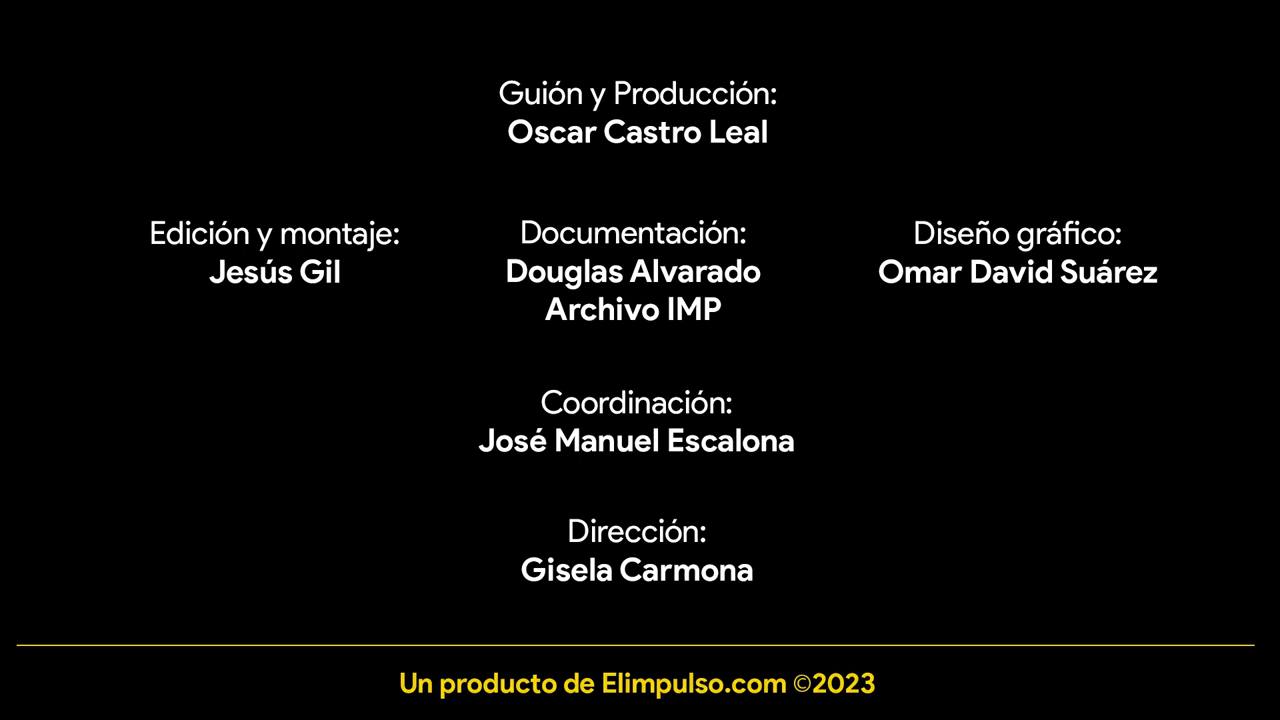 Guión y Producción:
Oscar Castro Leal
Edición y montaje:
Jesús Gil
Documentación:
Douglas Alvarado
Archivo IMP
Diseño gráfico:
Omar David Suárez
Coordinación:
José Manuel Escalona
Dirección:
Gisela Carmona
Un producto de Elimpulso.com ©2023